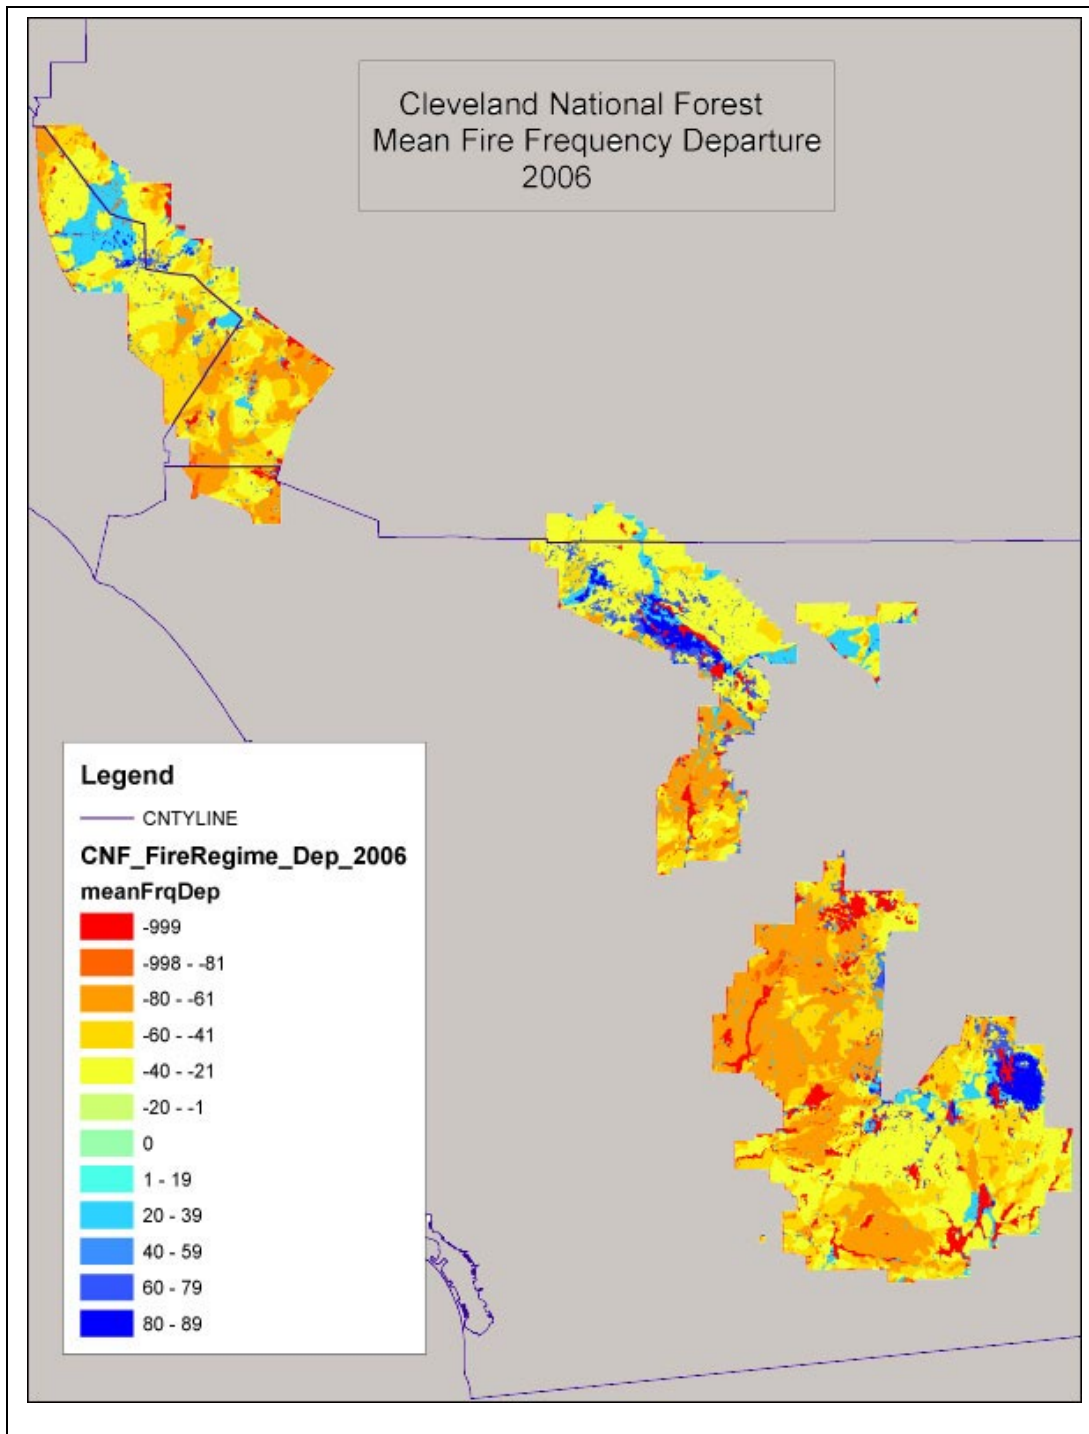 Cleveland National Forest
Mean Fire Frequency Departure
2006
Legend
CNTYLINE
CNF_FireRegime_Dep_2006
meanFrqDep
-999
-998 - -81
-80 - -61
-60 - -41
-40 - -21
-20 - -1
0
1 - 19
20 - 39
40 - 59
60 - 79
80 - 89